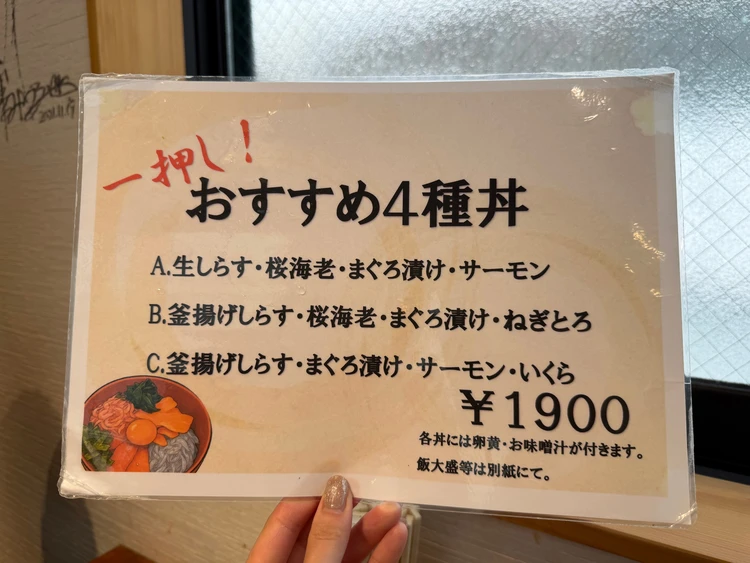 一押し!
おすすめ4種丼
A.生しらす・桜海老・まぐろ漬け・サーモン
B.釜揚げしらす・桜海老・まぐろ漬け・ねぎとろ
C.釜揚げしらす・まぐろ漬け・サーモン・いくら
￥1900
各丼には卵黄・お味噌汁が付きます。
飯大盛等は別紙にて。